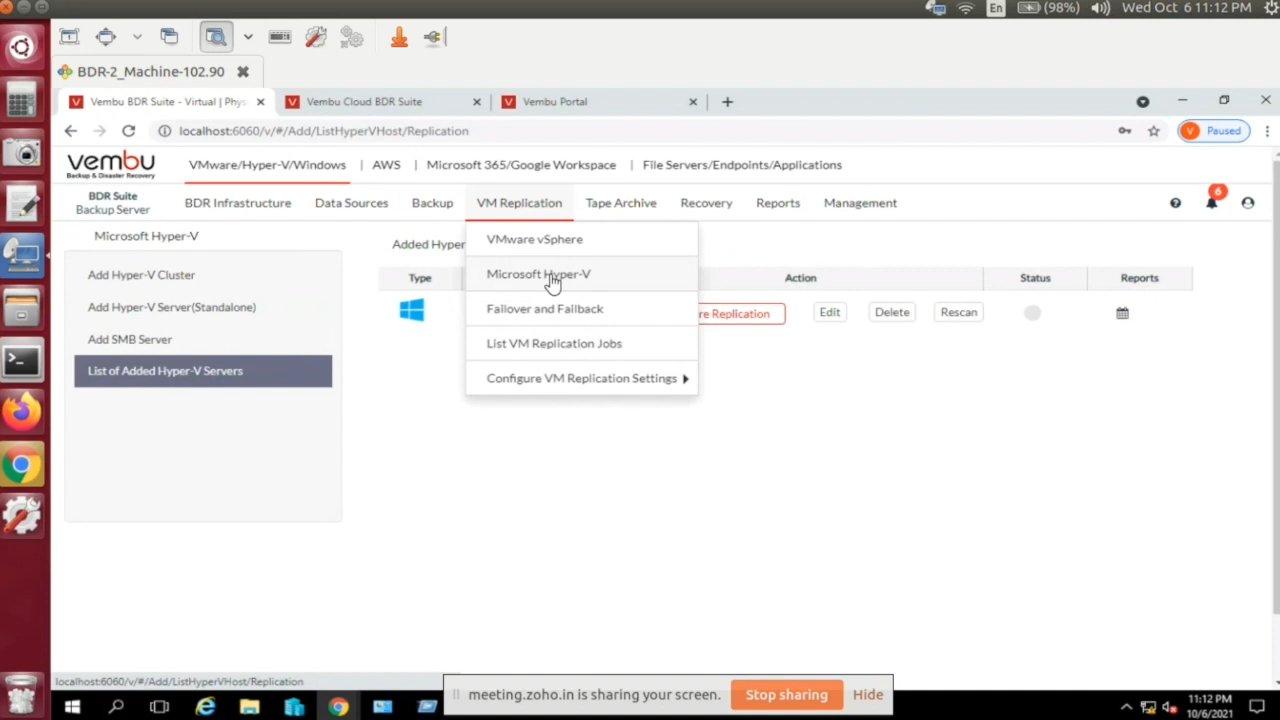 En (98%) Wed Oct 6 11:12 PM
BDR-2_Machine-102.90
Vembu BDR Suite - Virtual | Phys
Vembu Cloud BDR Suite
Vembu Portal
localhost:6060/v/#/Add/ListHyperVHost/Replication
V Paused
vembu
Backup & Disaster Recovery
VMware/Hyper-V/Windows | AWS | Microsoft 365/Google Workspace | File Servers/Endpoints/Applications
BDR Suite
Backup Server
BDR Infrastructure Data Sources Backup VM Replication Tape Archive Recovery Reports Management
6
Microsoft Hyper-V
Add Hyper-V Cluster
Add Hyper-V Server(Standalone)
Add SMB Server
List of Added Hyper-V Servers
VMware vSphere
Microsoft Hyper-V
Failover and Failback
List VM Replication Jobs
Configure VM Replication Settings
Added Hyper
Type Action Status Reports
re Replication Edit Delete Rescan
localhost:6060/v/#/Add/ListHyperVHost/Replication
meeting.zoho.in is sharing your screen. Stop sharing Hide
11:12 PM
10/6/2021